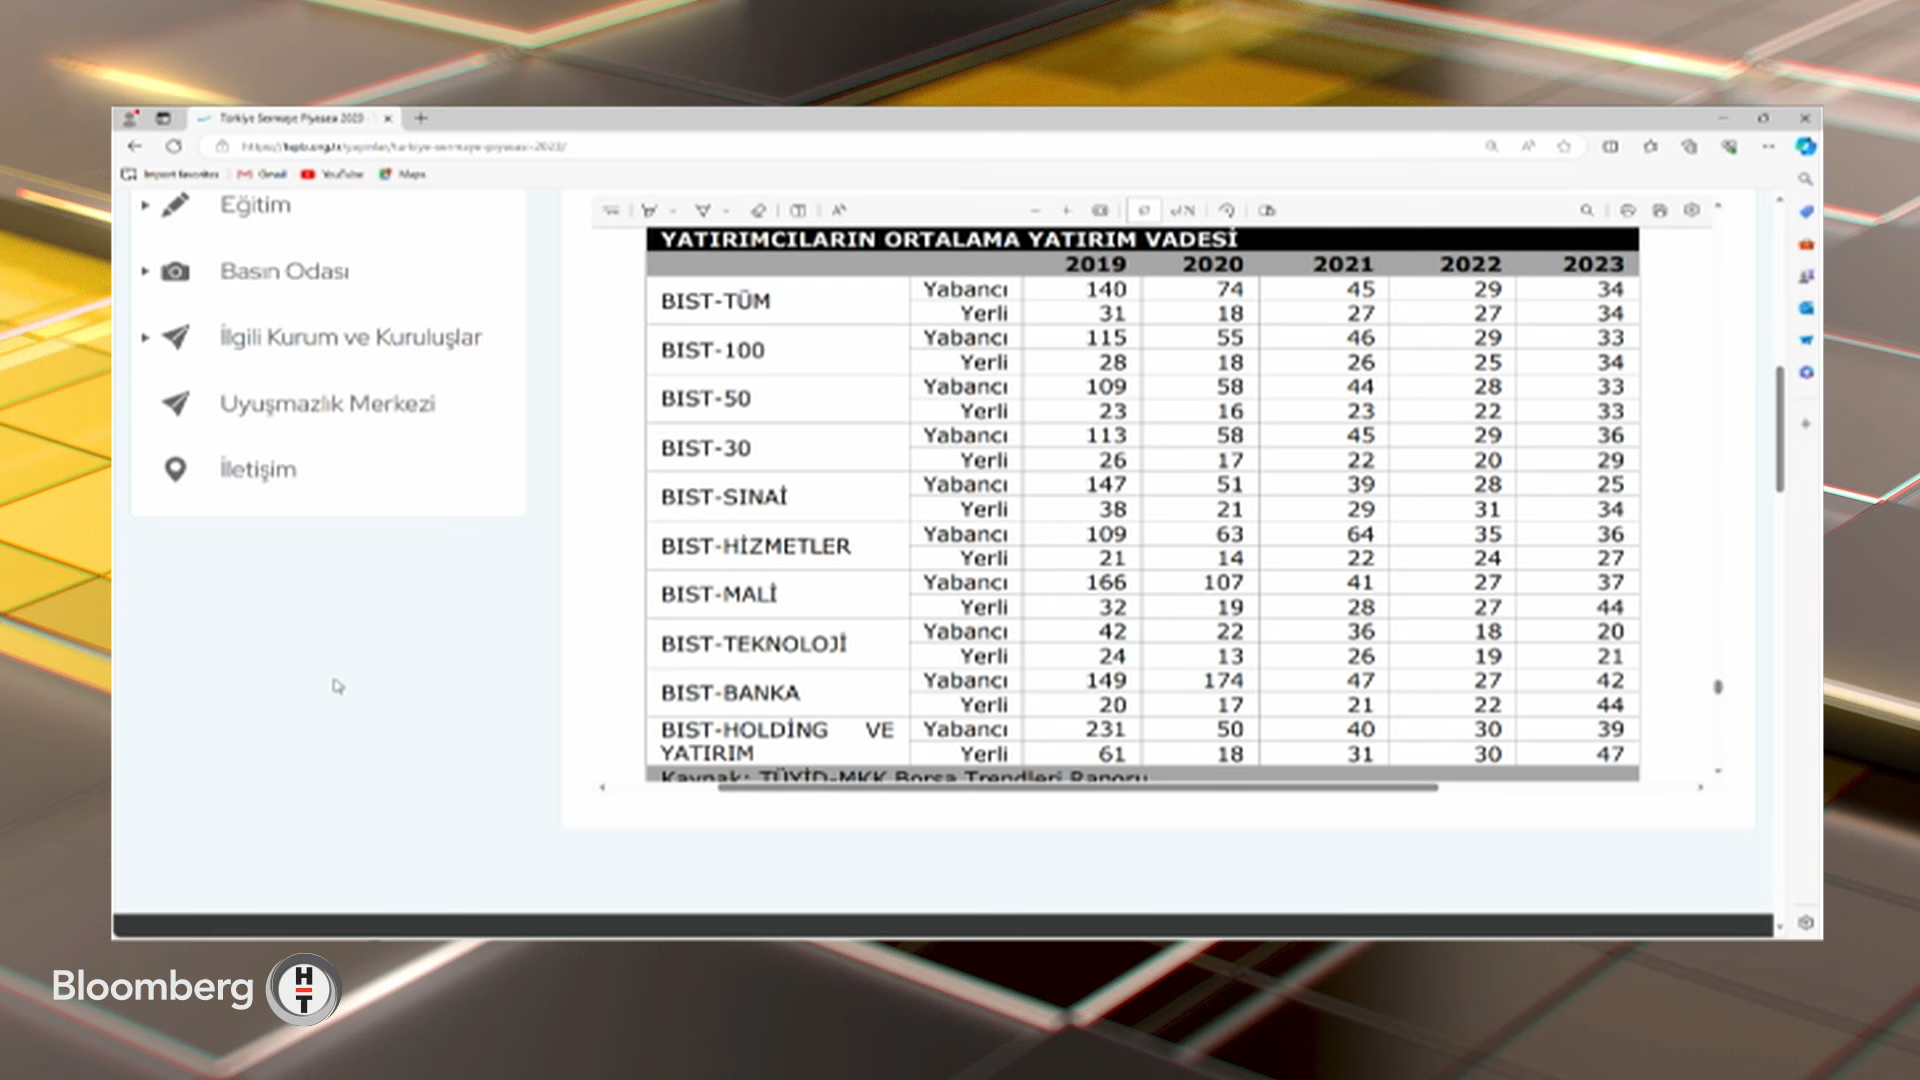 Türkiye Sermaye Piyasası 2023
Import favorites Gmail YouTube Maps
Eğitim
Basın Odası
İlgili Kurum ve Kuruluşlar
Uyuşmazlık Merkezi
İletişim
YATIRIMCILARIN ORTALAMA YATIRIM VADESİ
2019 2020 2021 2022 2023
BIST-TÜM Yabancı 140 74 45 29 34
Yerli 31 18 27 27 34
BIST-100 Yabancı 115 55 46 29 33
Yerli 28 18 26 25 34
BIST-50 Yabancı 109 58 44 28 33
Yerli 23 16 23 22 33
BIST-30 Yabancı 113 58 45 29 36
Yerli 26 17 22 20 29
BIST-SINAİ Yabancı 147 51 39 28 25
Yerli 38 21 29 31 34
BIST-HİZMETLER Yabancı 109 63 64 35 36
Yerli 21 14 22 24 27
BIST-MALİ Yabancı 166 107 41 27 37
Yerli 32 19 28 27 44
BIST-TEKNOLOJİ Yabancı 42 22 36 18 20
Yerli 24 13 26 19 21
BIST-BANKA Yabancı 149 174 47 27 42
Yerli 20 17 21 22 44
BIST-HOLDİNG VE Yabancı 231 50 40 30 39
YATIRIM Yerli 61 18 31 30 47
Kaynak: TÜYİD-MKK Borsa Trendleri Raporu
Bloomberg HT